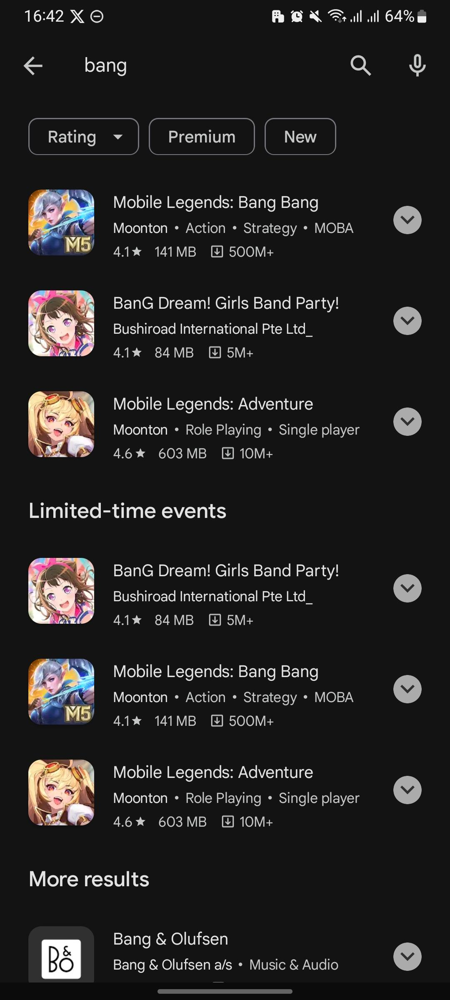 16:42
64%
bang
Rating
Premium
New
Mobile Legends: Bang Bang
Moonton • Action • Strategy • MOBA
4.1★ 141 MB 500M+
M5
BanG Dream! Girls Band Party!
Bushiroad International Pte Ltd_
4.1★ 84 MB 5M+
Mobile Legends: Adventure
Moonton • Role Playing • Single player
4.6★ 603 MB 10M+
Limited-time events
BanG Dream! Girls Band Party!
Bushiroad International Pte Ltd_
4.1★ 84 MB 5M+
Mobile Legends: Bang Bang
Moonton • Action • Strategy • MOBA
4.1★ 141 MB 500M+
M5
Mobile Legends: Adventure
Moonton • Role Playing • Single player
4.6★ 603 MB 10M+
More results
Bang & Olufsen
Bang & Olufsen a/s • Music & Audio
B&O